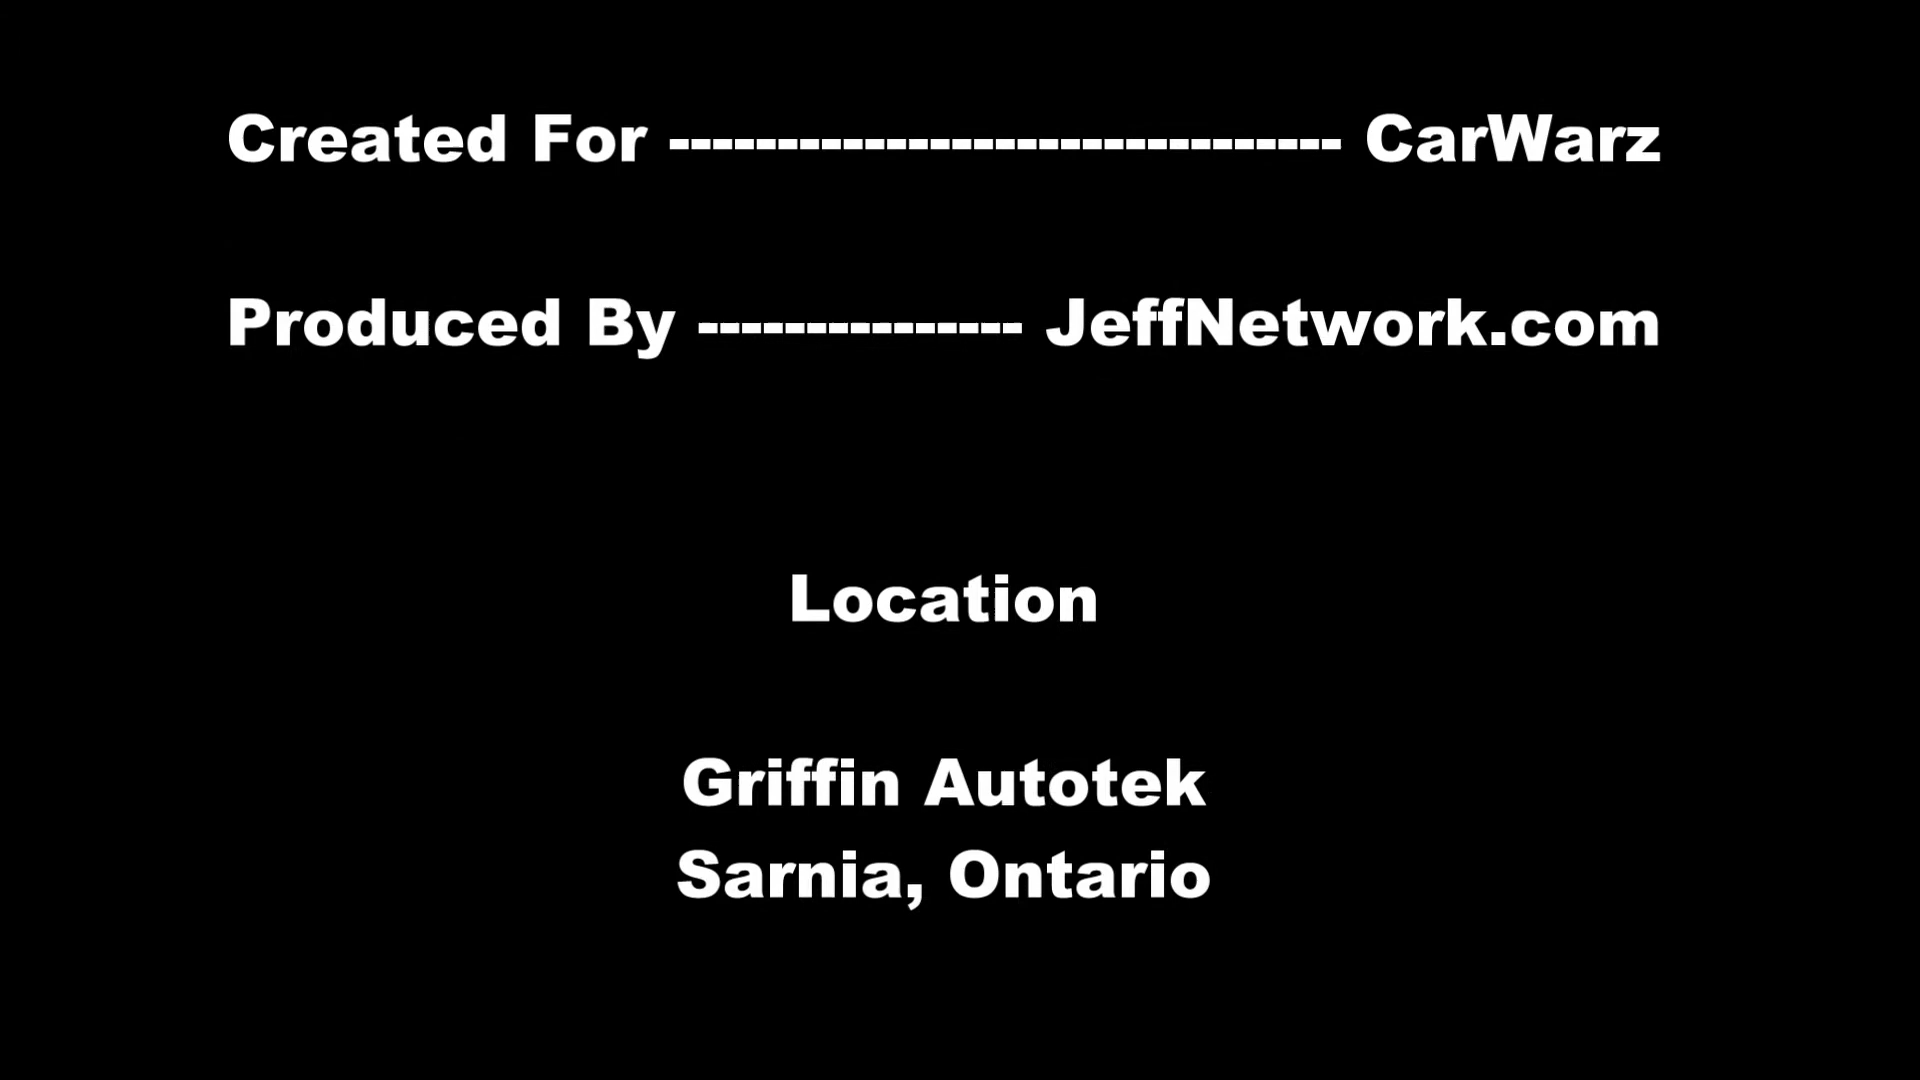 Created For ------------------------------- CarWarz
Produced By --------------- JeffNetwork.com
Location
Griffin Autotek
Sarnia, Ontario